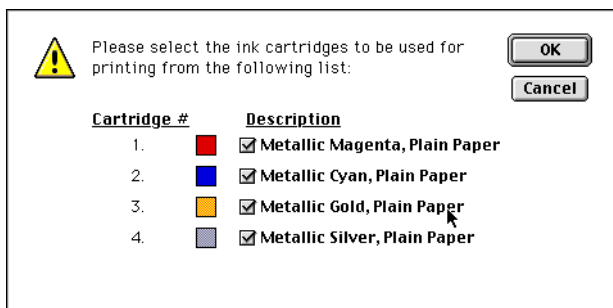 Please select the ink cartridges to be used for
printing from the following list:
OK
Cancel
Cartridge # Description
1. Metallic Magenta, Plain Paper
2. Metallic Cyan, Plain Paper
3. Metallic Gold, Plain Paper
4. Metallic Silver, Plain Paper